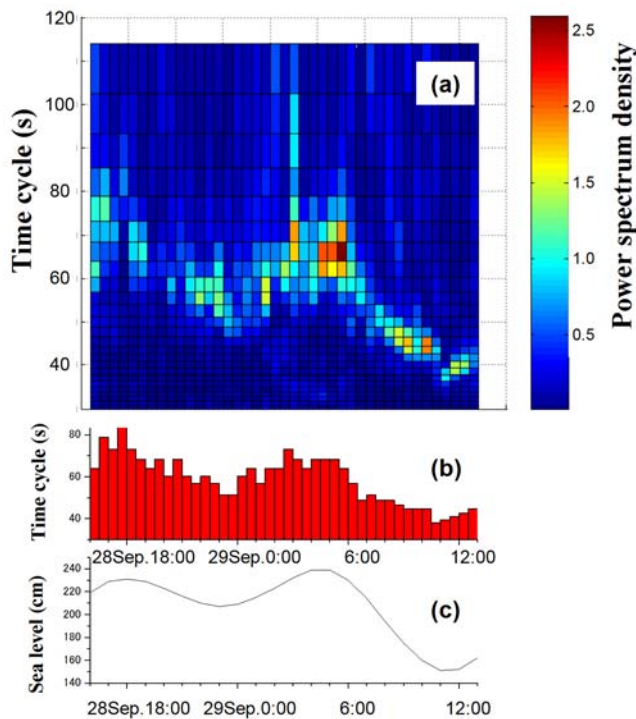 120
100
80
60
40
Time cycle (s)
(a)
2.5
2.0
1.5
1.0
0.5
Power spectrum density
80
60
40
Time cycle (s)
(b)
28Sep.18:00 29Sep.0:00 6:00 12:00
240
220
200
180
160
140
Sea level (cm)
(c)
28Sep.18:00 29Sep.0:00 6:00 12:00